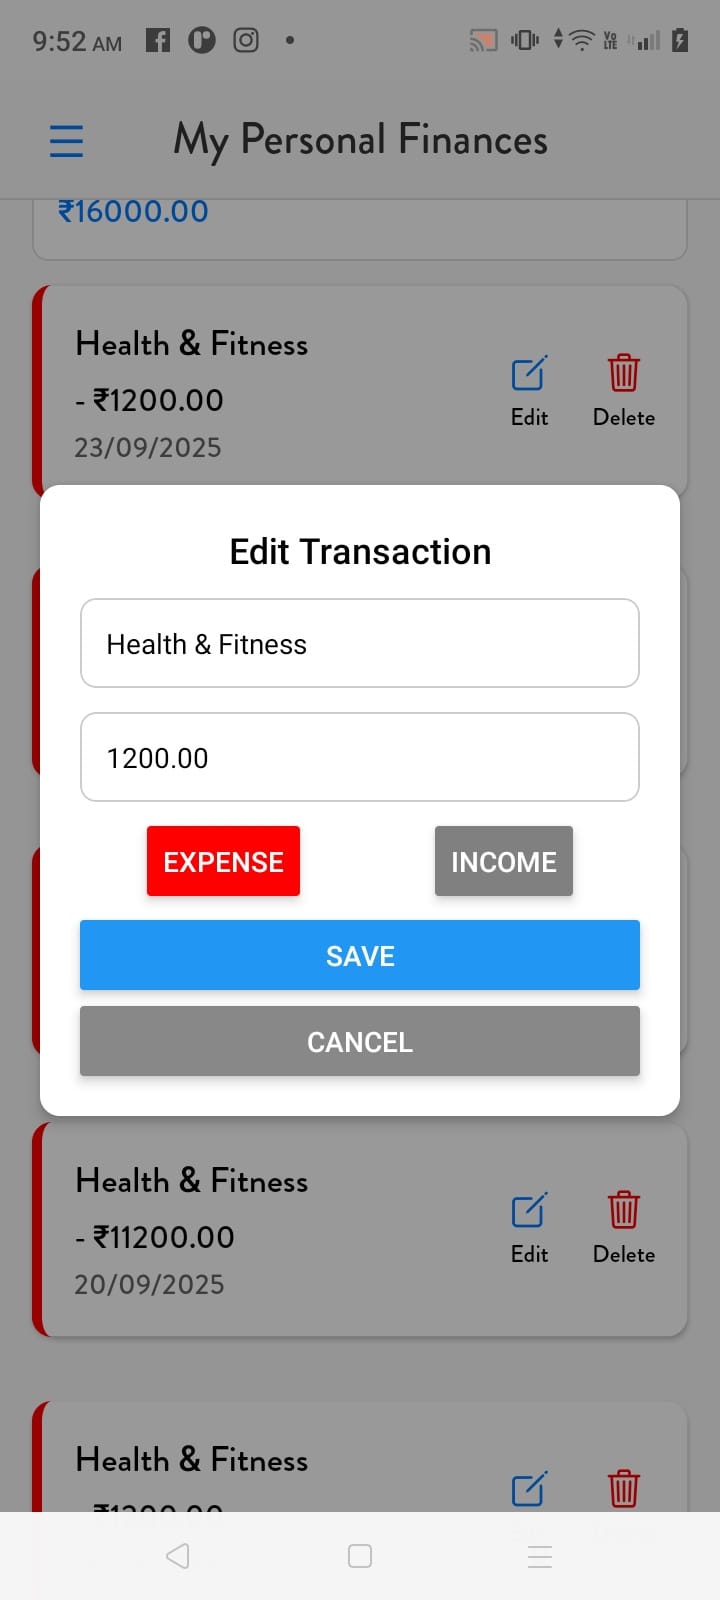 9:52 AM
Vo
LTE
My Personal Finances
₹16000.00
Health & Fitness
- ₹1200.00
23/09/2025
Edit
Delete
Edit Transaction
Health & Fitness
1200.00
EXPENSE
INCOME
SAVE
CANCEL
Health & Fitness
- ₹11200.00
20/09/2025
Edit
Delete
Health & Fitness